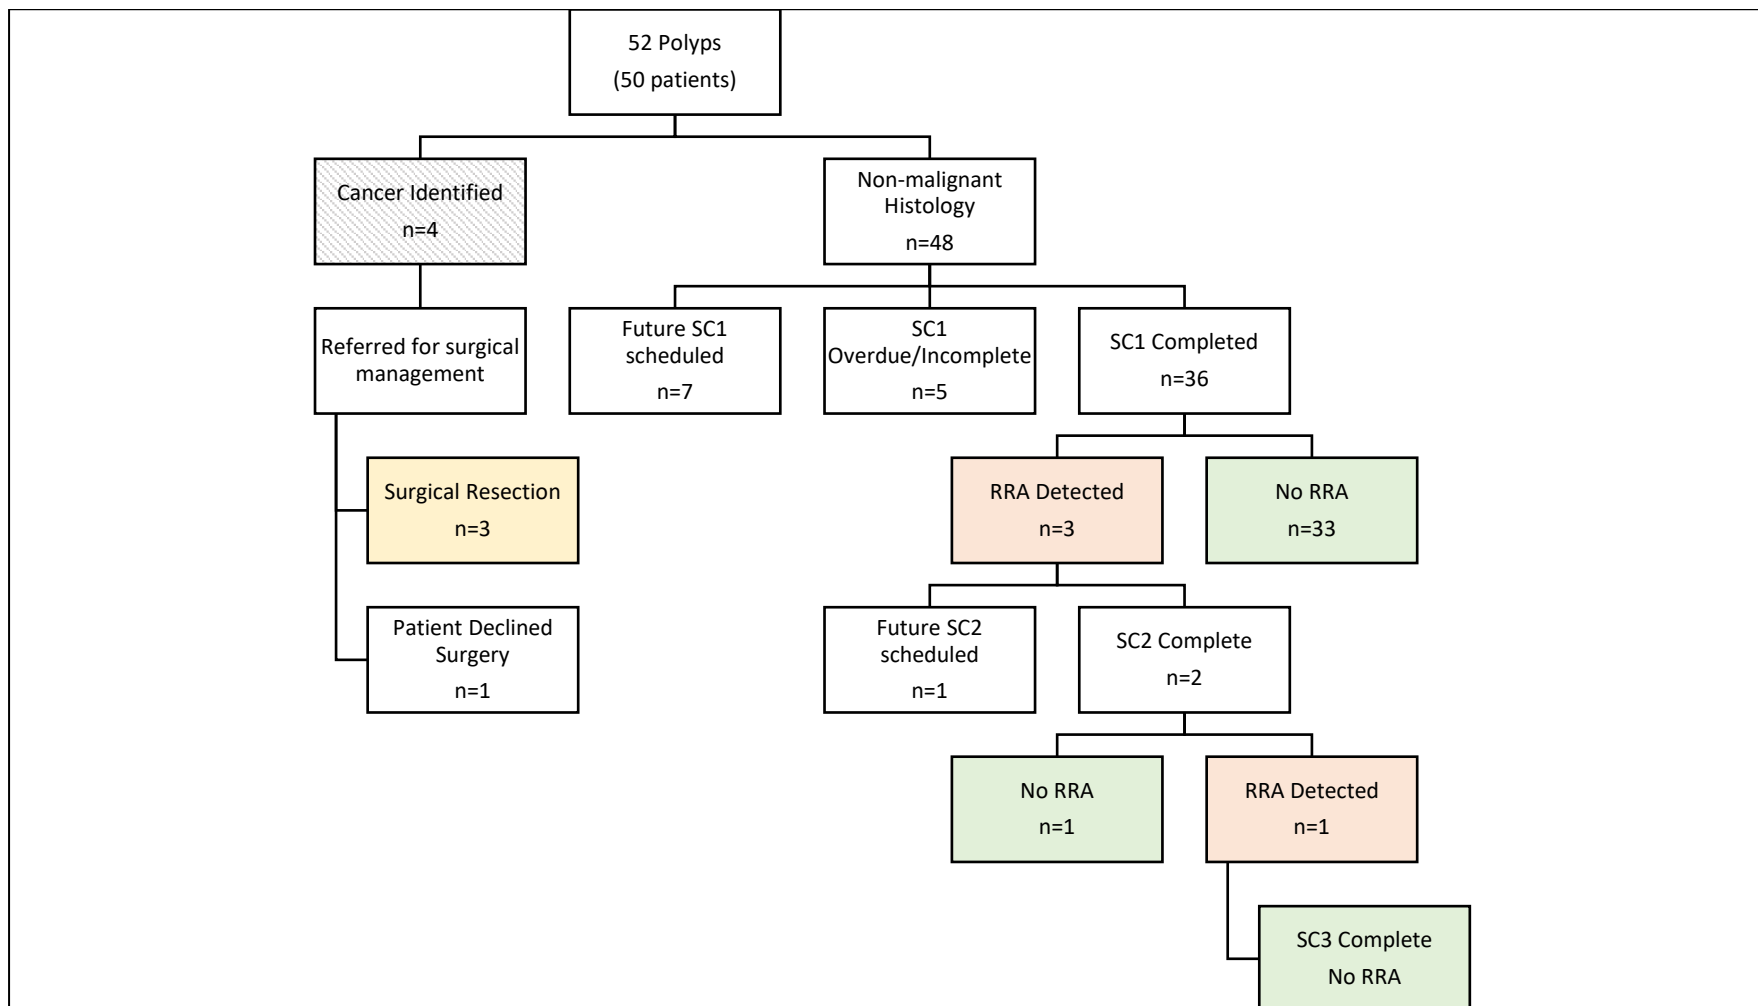 52 Polyps
(50 patients)
Cancer Identified
n=4
Non-malignant
Histology
n=48
Referred for surgical
management
Future SC1
scheduled
n=7
SC1
Overdue/Incomplete
n=5
SC1 Completed
n=36
Surgical Resection
n=3
RRA Detected
n=3
No RRA
n=33
Patient Declined
Surgery
n=1
Future SC2
scheduled
n=1
SC2 Complete
n=2
No RRA
n=1
RRA Detected
n=1
SC3 Complete
No RRA